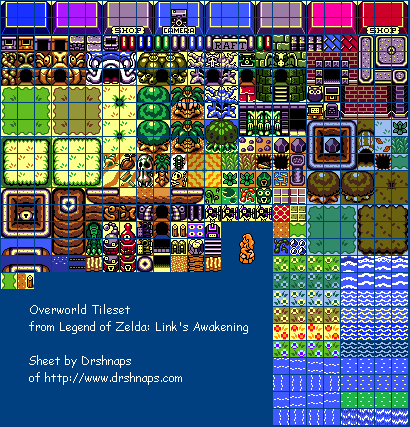 SHOP
CAMERA
SHOP
RAFT
Overworld Tileset
from Legend of Zelda: Link's Awakening
Sheet by Drshnaps
of http://www.drshnaps.com